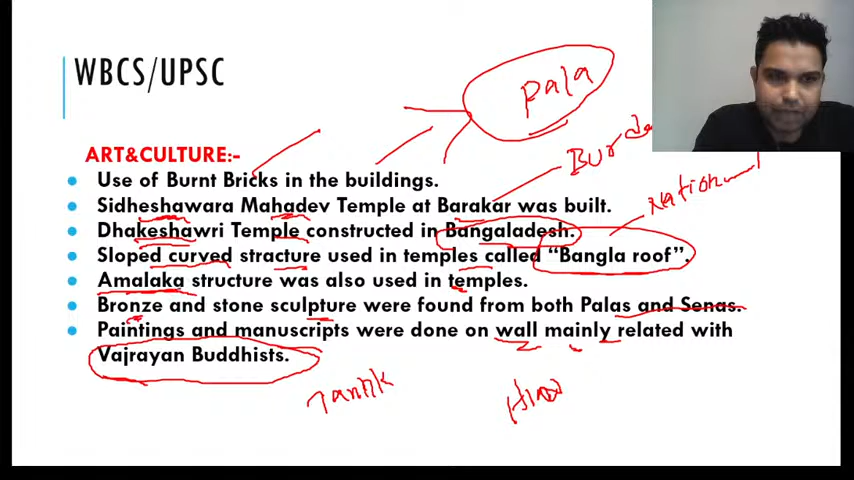 WBCS/UPSC
Pala
ART&CULTURE:-
Use of Burnt Bricks in the buildings.
Sidheshawara Mahadev Temple at Barakar was built.
Dhakeshawri Temple constructed in Bangaladesh.
Sloped curved stracture used in temples called “Bangla roof”.
Amalaka structure was also used in temples.
Bronze and stone sculpture were found from both Palas and Senas.
Paintings and manuscripts were done on wall mainly related with
Vajrayan Buddhists.
National